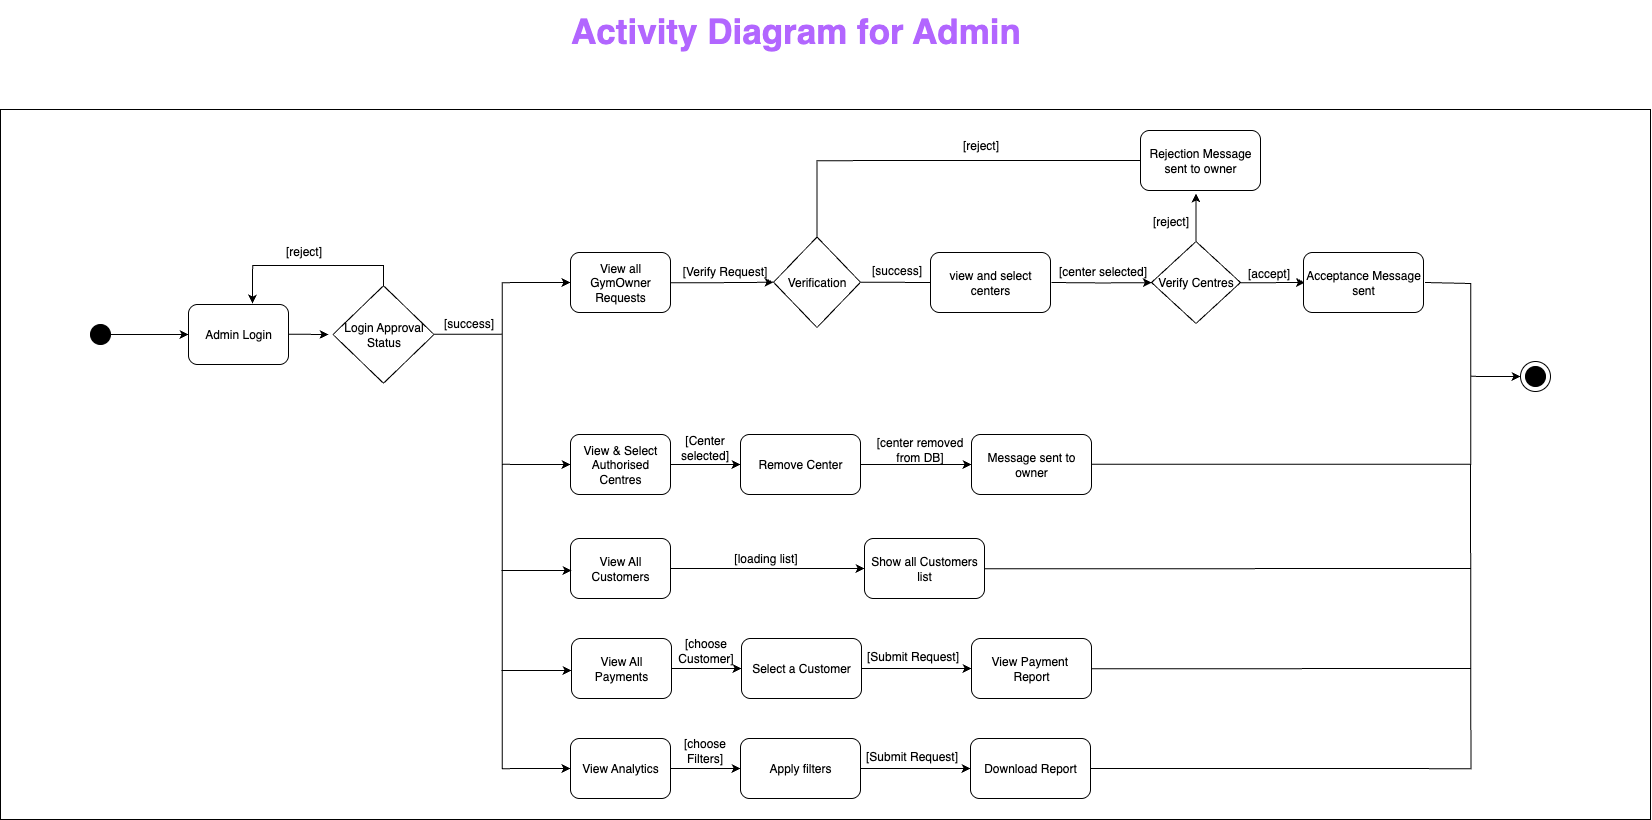 Activity Diagram for Admin
[reject]
Rejection Message
sent to owner
[reject]
[reject]
View all
GymOwner
Requests
[Verify Request]
Verification
[success]
view and select
centers
[center selected]
Verify Centres
[accept]
Acceptance Message
sent
Admin Login
Login Approval
Status
[success]
View & Select
Authorised
Centres
[Center
selected]
Remove Center
[center removed
from DB]
Message sent to
owner
View All
Customers
[loading list]
Show all Customers
list
View All
Payments
[choose
Customer]
Select a Customer
[Submit Request]
View Payment
Report
View Analytics
[choose
Filters]
Apply filters
[Submit Request]
Download Report